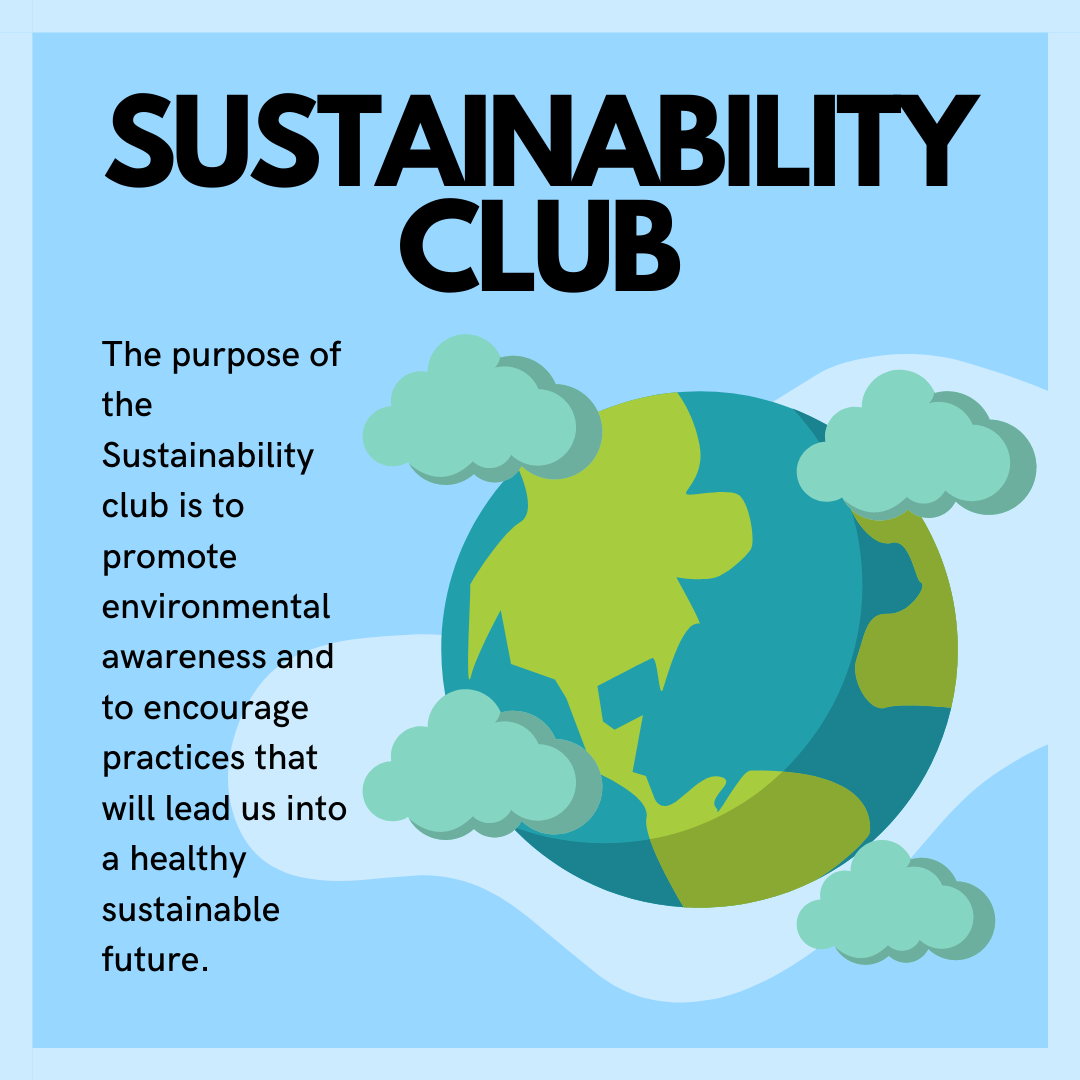 SUSTAINABILITY
CLUB
The purpose of
the
Sustainability
club is to
promote
environmental
awareness and
to encourage
practices that
will lead us into
a healthy
sustainable
future.